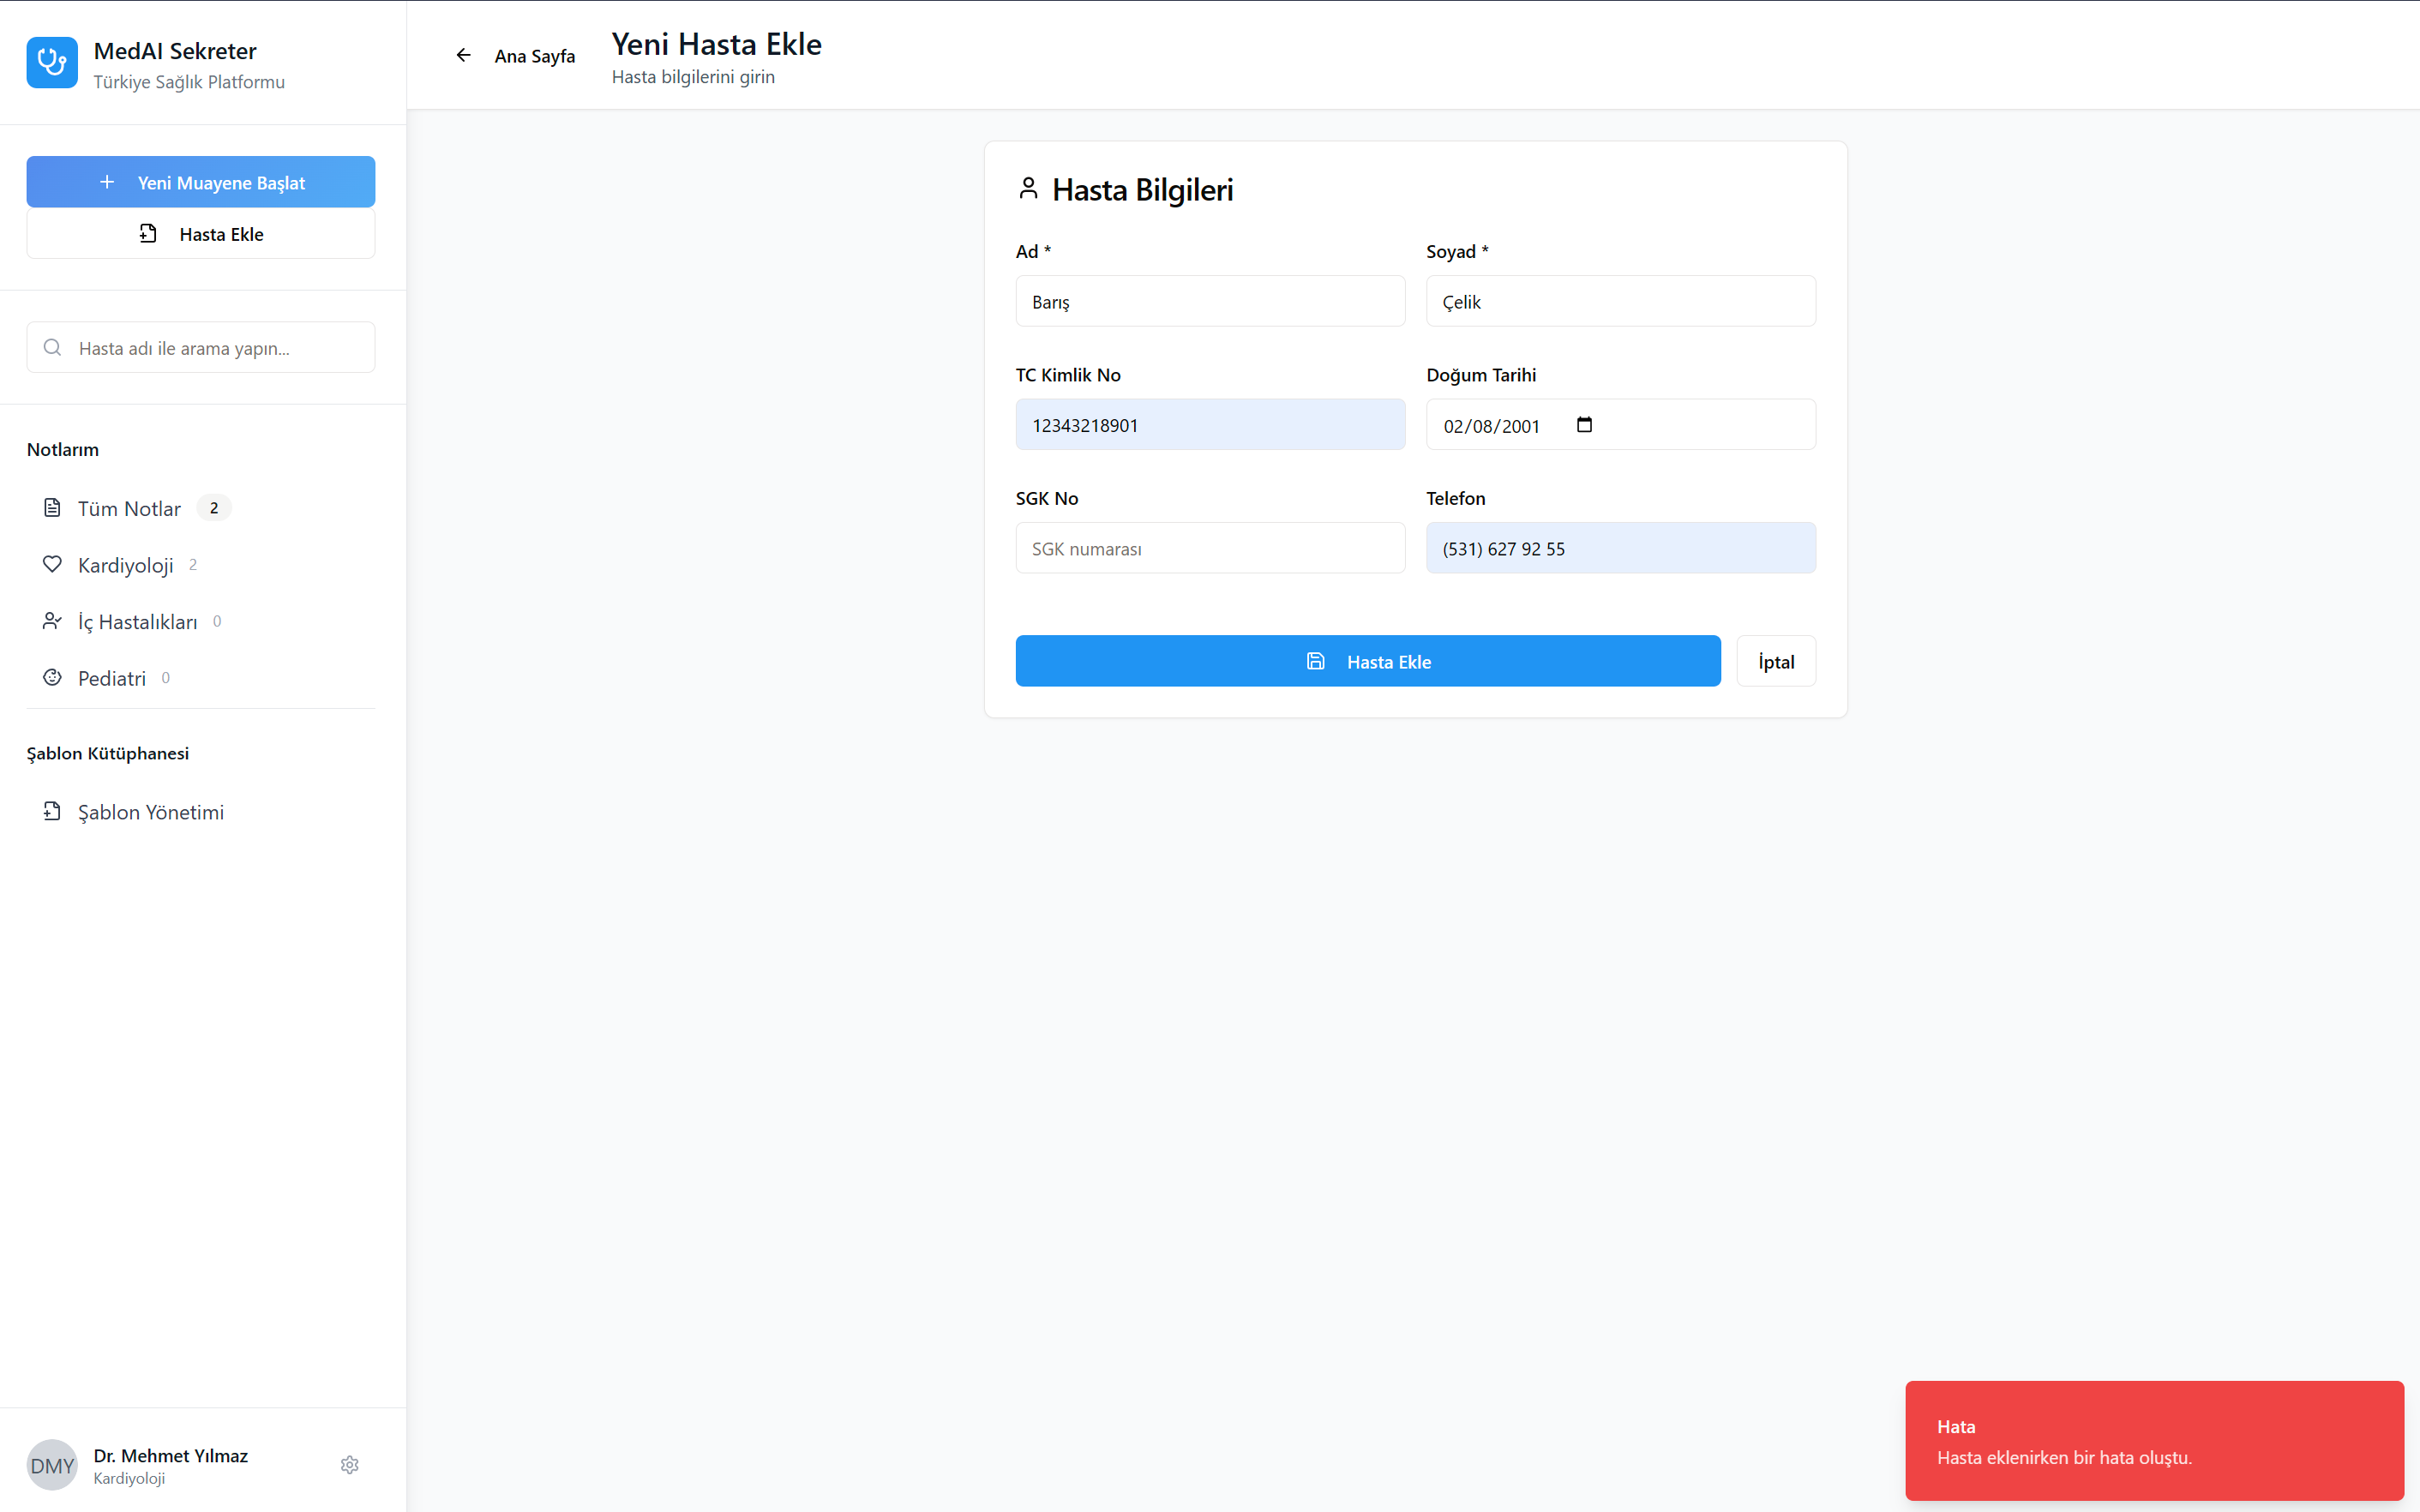 MedAI Sekreter
Türkiye Sağlık Platformu
Yeni Muayene Başlat
Hasta Ekle
Hasta adı ile arama yapın...
Notlarım
Tüm Notlar 2
Kardiyoloji 2
İç Hastalıkları 0
Pediatri 0
Şablon Kütüphanesi
Şablon Yönetimi
DMY
Dr. Mehmet Yılmaz
Kardiyoloji
Ana Sayfa
Yeni Hasta Ekle
Hasta bilgilerini girin
Hasta Bilgileri
Ad * Soyad *
Barış Çelik
TC Kimlik No Doğum Tarihi
12343218901 02/08/2001
SGK No Telefon
SGK numarası (531) 627 92 55
Hasta Ekle İptal
Hata
Hasta eklenirken bir hata oluştu.